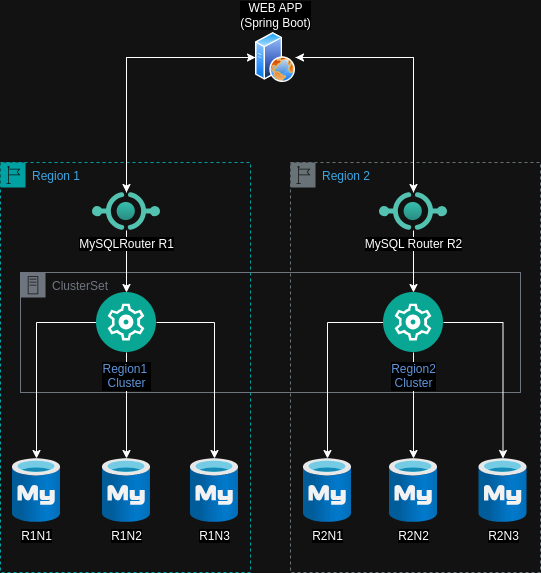 WEB APP
(Spring Boot)
Region 1
Region 2
MySQLRouter R1
MySQL Router R2
ClusterSet
Region1
Cluster
Region2
Cluster
My
My
My
My
My
My
R1N1
R1N2
R1N3
R2N1
R2N2
R2N3